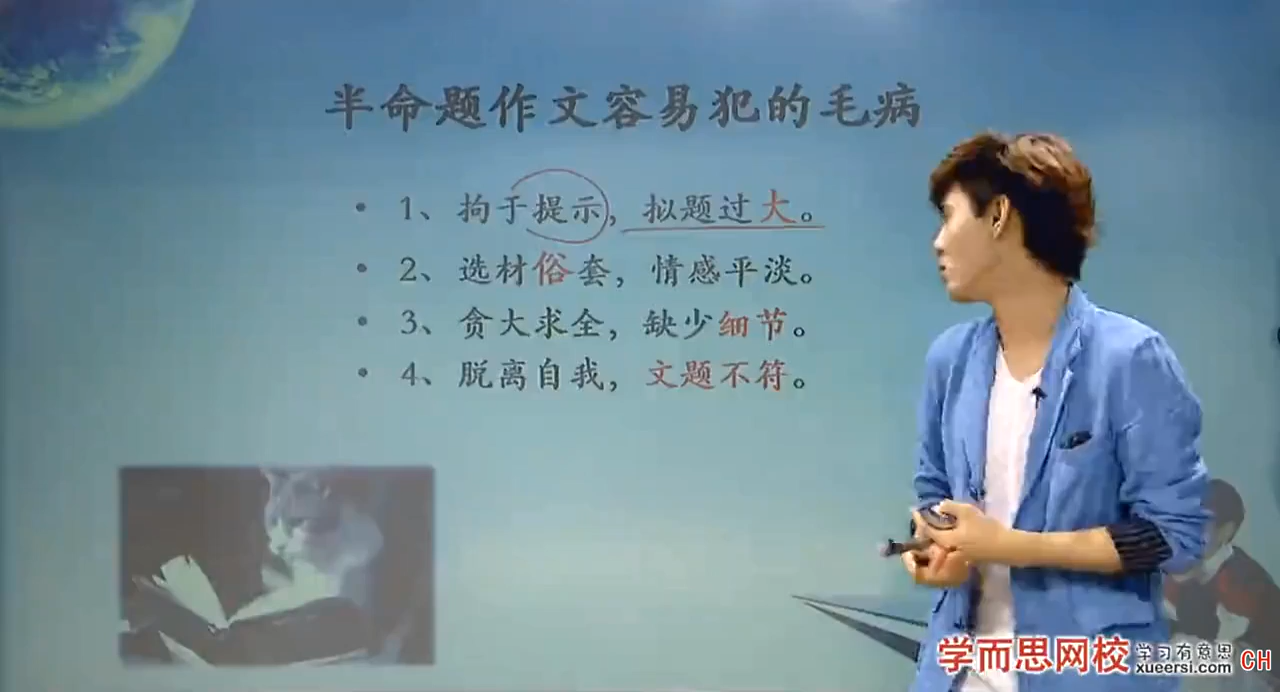 半命题作文容易犯的毛病
• 1、拘于提示，拟题过大。
• 2、选材俗套，情感平淡。
• 3、贪大求全，缺少细节。
• 4、脱离自我，文题不符。
学而思网校 学习有意思
xueersi.com CH